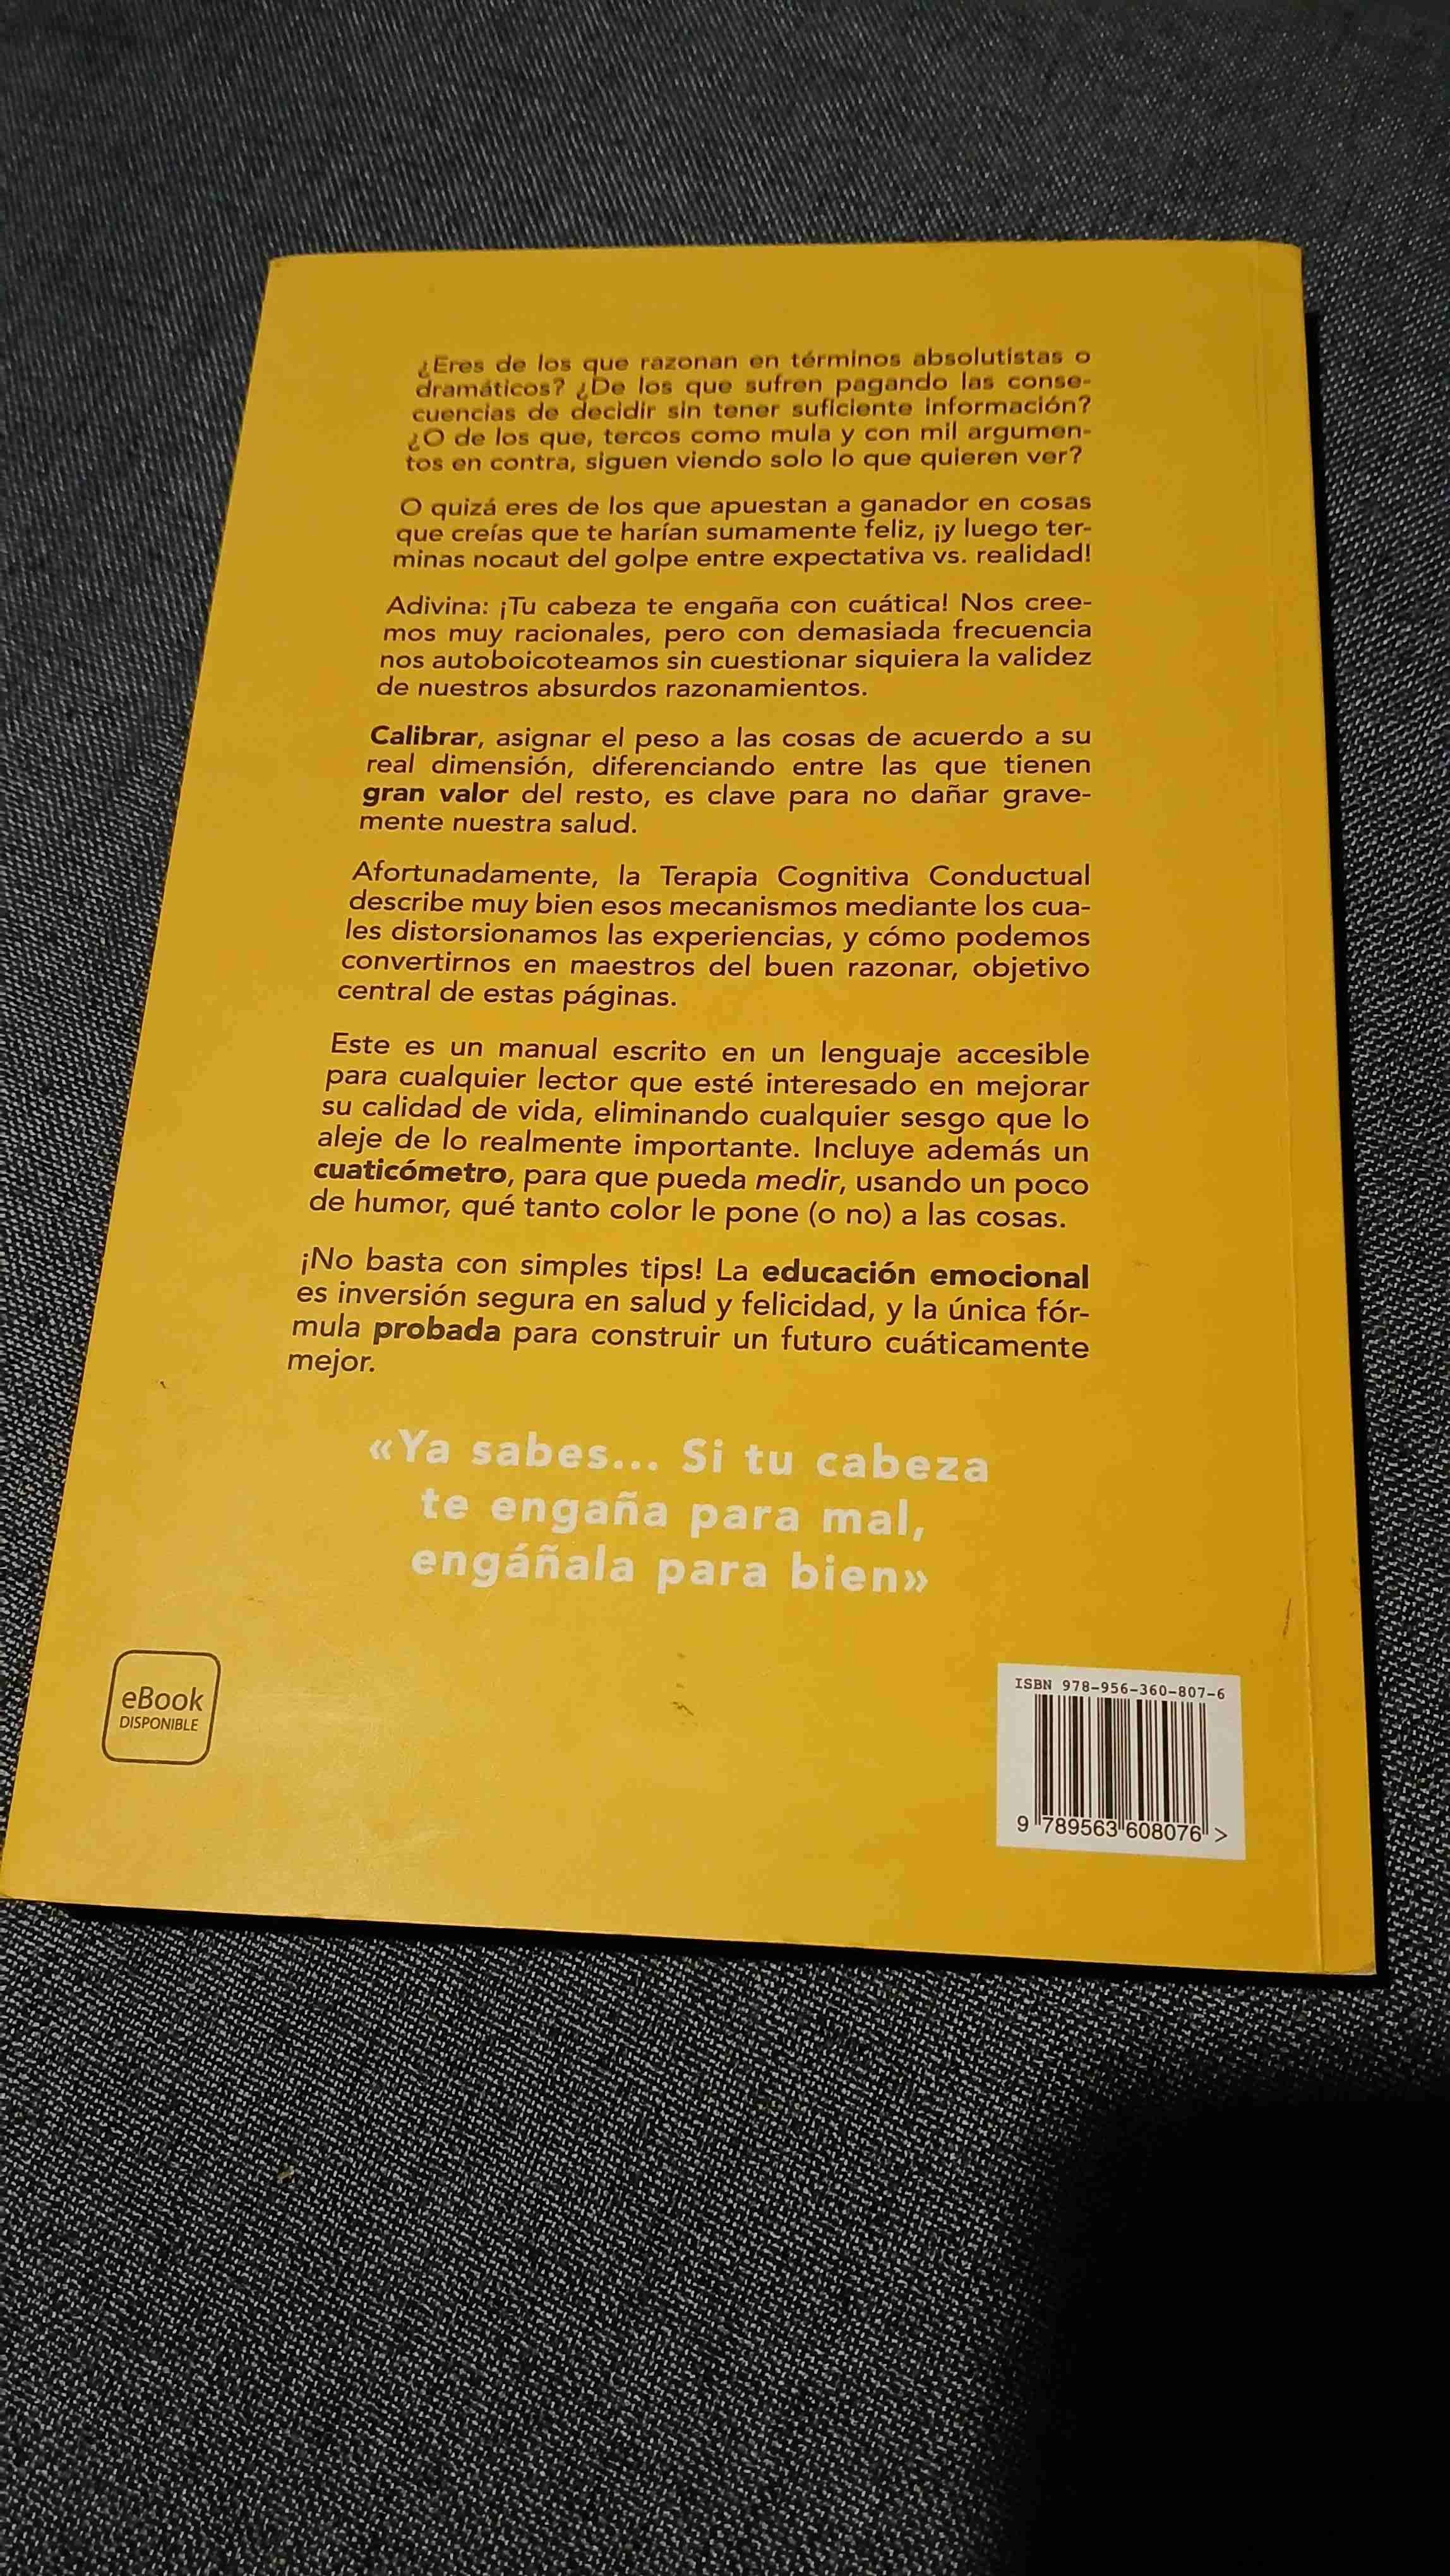 ¿Eres de los que razonan en términos absolutistas o
dramáticos? ¿De los que sufren pagando las conse-
cuencias de decidir sin tener suficiente información?
¿O de los que, tercos como mula y con mil argumen-
tos en contra, siguen viendo solo lo que quieren ver?
O quizá eres de los que apuestan a ganador en cosas
que creías que te harían sumamente feliz, ¡y luego ter-
minas nocaut del golpe entre expectativa vs. realidad!
Adivina: ¡Tu cabeza te engaña con cuática! Nos cree-
mos muy racionales, pero con demasiada frecuencia
nos autoboicoteamos sin cuestionar siquiera la validez
de nuestros absurdos razonamientos.
Calibrar, asignar el peso a las cosas de acuerdo a su
real dimensión, diferenciando entre las que tienen
gran valor del resto, es clave para no dañar grave-
mente nuestra salud.
Afortunadamente, la Terapia Cognitiva Conductual
describe muy bien esos mecanismos mediante los cua-
les distorsionamos las experiencias, y cómo podemos
convertirnos en maestros del buen razonar, objetivo
central de estas páginas.
Este es un manual escrito en un lenguaje accesible
para cualquier lector que esté interesado en mejorar
su calidad de vida, eliminando cualquier sesgo que lo
aleje de lo realmente importante. Incluye además un
cuaticómetro, para que pueda medir, usando un poco
de humor, qué tanto color le pone (o no) a las cosas.
¡No basta con simples tips! La educación emocional
es inversión segura en salud y felicidad, y la única fór-
mula probada para construir un futuro cuáticamente
mejor.
«Ya sabes... Si tu cabeza
te engaña para mal,
engáñala para bien»
eBook
DISPONIBLE
ISBN 978-956-360-807-6
9 789563 608076 >